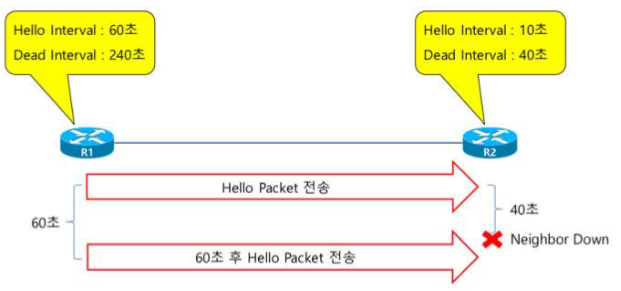 Hello Interval : 60초
Dead Interval : 240초
Hello Interval : 10초
Dead Interval : 40초
R1
R2
Hello Packet 전송
60초
40초
Neighbor Down
60초 후 Hello Packet 전송